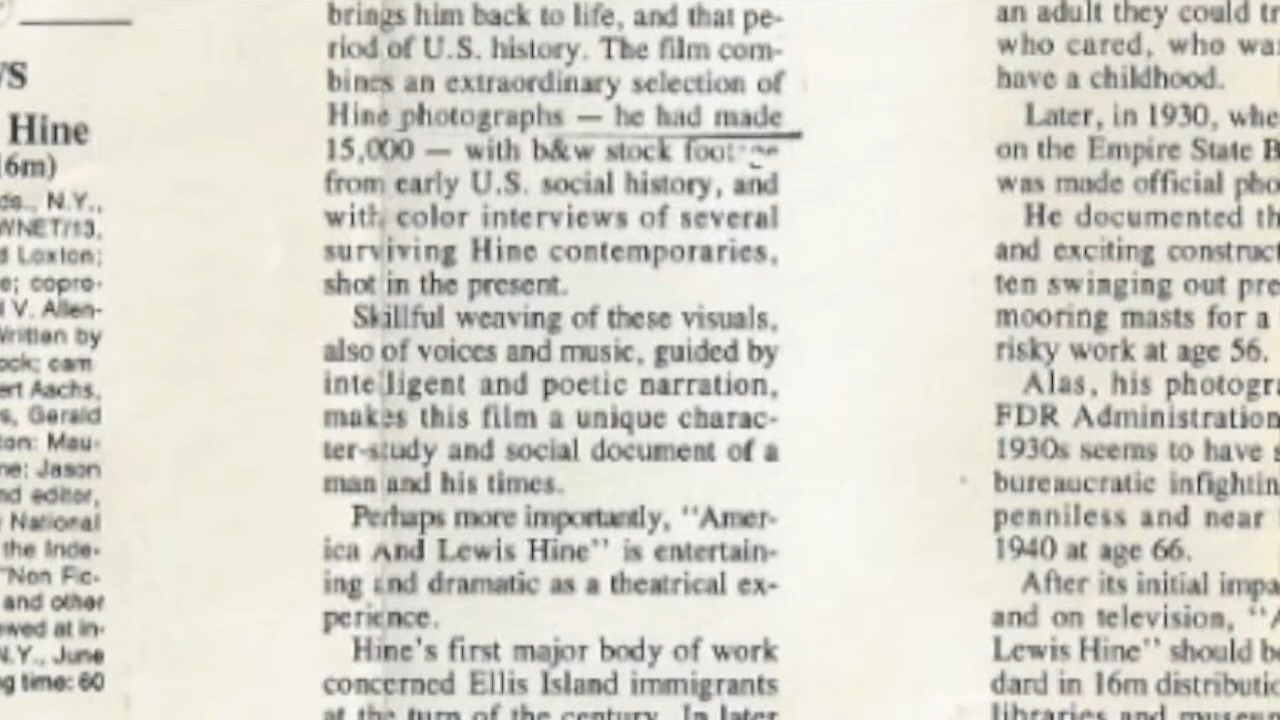 WS
Hine
16m)
ds., N.Y.,
WNET/13,
d Loxton;
e; copro-
V. Allen-
Written by
ock; cam
ert Aachs,
s, Gerald
ton: Mau-
ne; Jason
nd editor,
National
the Inde-
"Non Fic-
and other
ewed at in-
N.Y., June
g time: 60
brings him back to life, and that pe-
riod of U.S. history. The film com-
bines an extraordinary selection of
Hine photographs — he had made
15,000 — with b&w stock footage
from early U.S. social history, and
with color interviews of several
surviving Hine contemporaries,
shot in the present.
Skillful weaving of these visuals,
also of voices and music, guided by
intelligent and poetic narration,
makes this film a unique charac-
ter-study and social document of a
man and his times.
Perhaps more importantly, "Amer-
ica And Lewis Hine" is entertain-
ing and dramatic as a theatrical ex-
perience.
Hine's first major body of work
concerned Ellis Island immigrants
at the turn of the century. In later
an adult they could tr
who cared, who wa
have a childhood.
Later, in 1930, whe
on the Empire State B
was made official pho
He documented th
and exciting construct
ten swinging out pre
mooring masts for a
risky work at age 56.
Alas, his photogra
FDR Administration
1930s seems to have s
bureaucratic infightin
penniless and near
1940 at age 66.
After its initial impa
and on television, "A
Lewis Hine" should be
dard in 16m distributio
libraries and museu